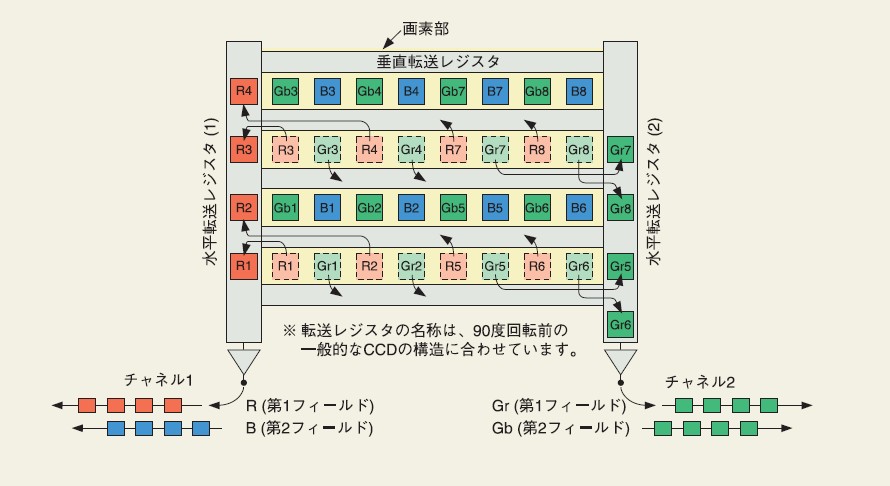 画素部
垂直転送レジスタ
水平転送レジスタ (1)
水平転送レジスタ (2)
R4 Gb3 B3 Gb4 B4 Gb7 B7 Gb8 B8
R3 R3 Gr3 R4 Gr4 R7 Gr7 R8 Gr8 Gr7
R2 Gb1 B1 Gb2 B2 Gb5 B5 Gb6 B6 Gr8
R1 R1 Gr1 R2 Gr2 R5 Gr5 R6 Gr6 Gr5
Gr6
※ 転送レジスタの名称は、90度回転前の
一般的なCCDの構造に合わせています。
チャネル1
R (第1フィールド)
B (第2フィールド)
チャネル2
Gr (第1フィールド)
Gb (第2フィールド)